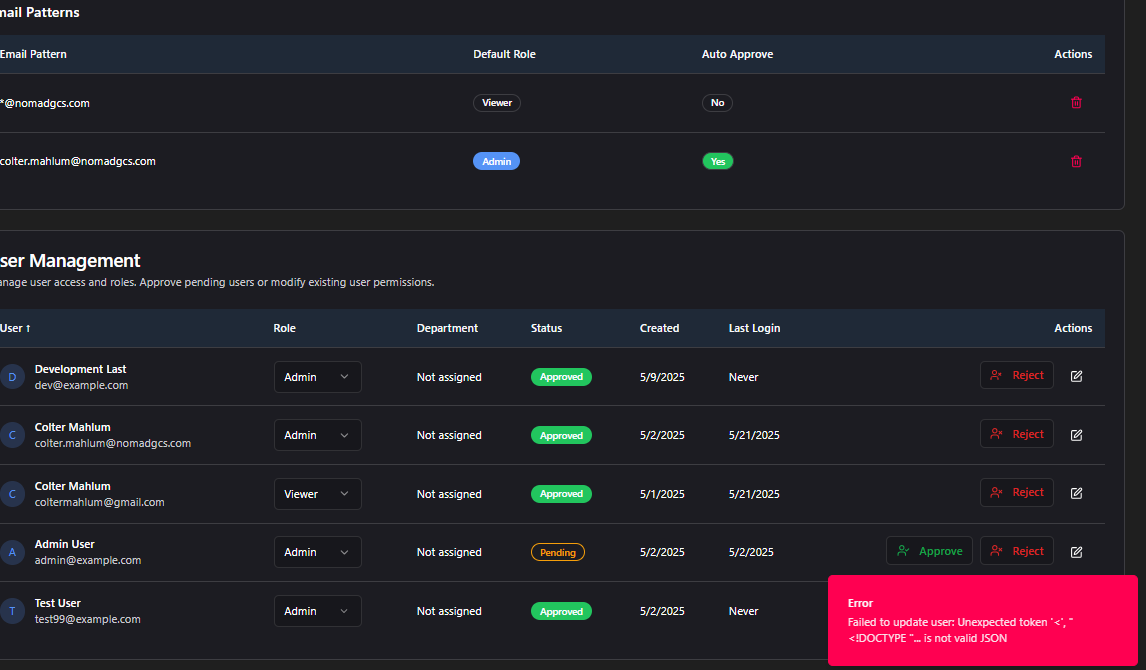 mail Patterns
Email Pattern Default Role Auto Approve Actions
*@nomadgcs.com Viewer No
colter.mahlum@nomadgcs.com Admin Yes
ser Management
anage user access and roles. Approve pending users or modify existing user permissions.
User ↑ Role Department Status Created Last Login Actions
D Development Last Admin Not assigned Approved 5/9/2025 Never Reject
dev@example.com
C Colter Mahlum Admin Not assigned Approved 5/2/2025 5/21/2025 Reject
colter.mahlum@nomadgcs.com
C Colter Mahlum Viewer Not assigned Approved 5/1/2025 5/21/2025 Reject
coltermahlum@gmail.com
A Admin User Admin Not assigned Pending 5/2/2025 5/2/2025 Approve Reject
admin@example.com
T Test User Admin Not assigned Approved 5/2/2025 Never
test99@example.com
Error
Failed to update user: Unexpected token '<', "
<!DOCTYPE "... is not valid JSON